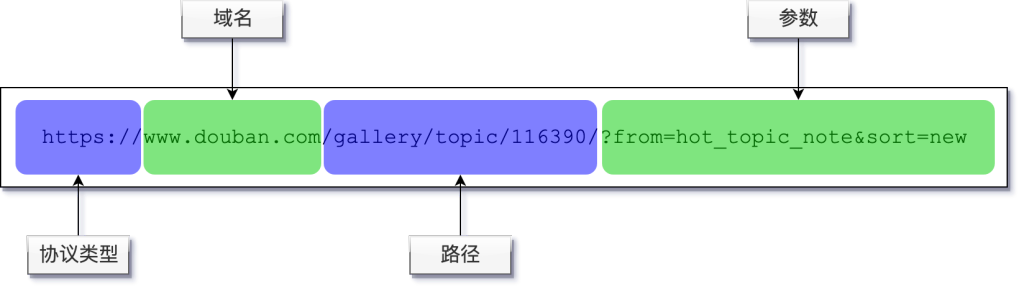 域名
参数
https://www.douban.com/gallery/topic/116390/?from=hot_topic_note&sort=new
协议类型
路径